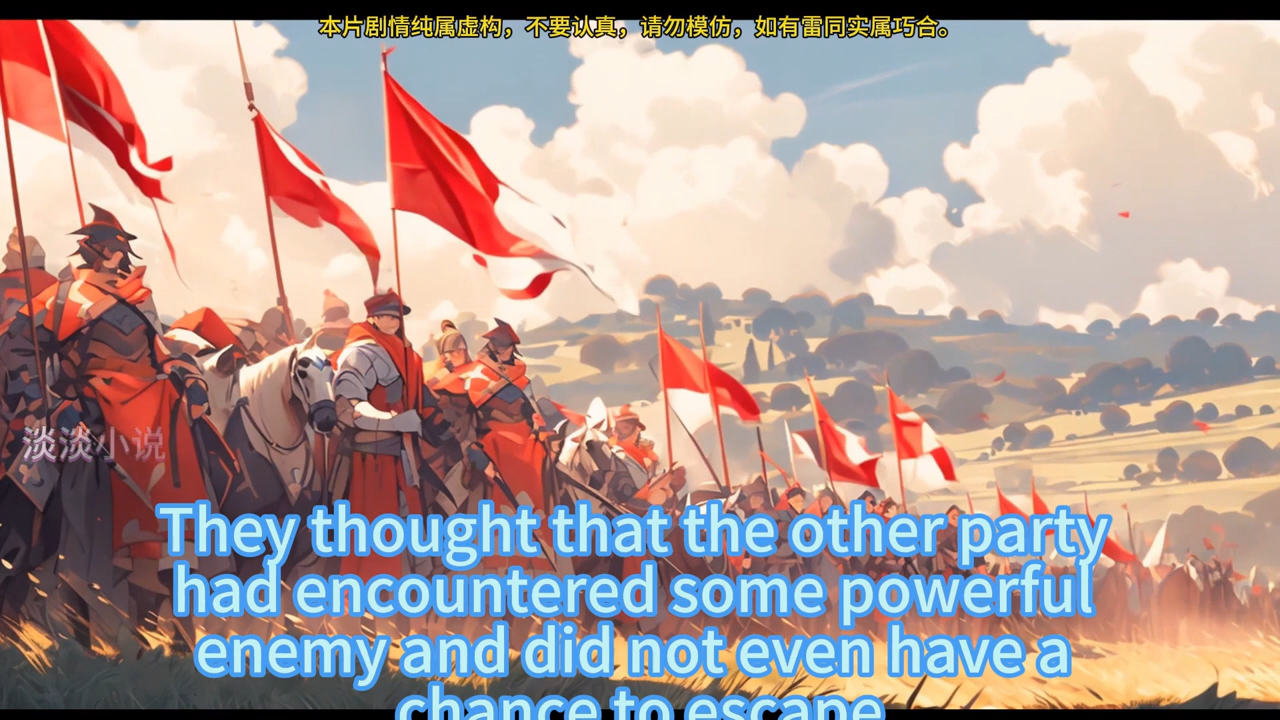 本片剧情纯属虚构，不要认真，请勿模仿，如有雷同实属巧合。
淡淡小说
They thought that the other party
had encountered some powerful
enemy and did not even have a
chance to escape